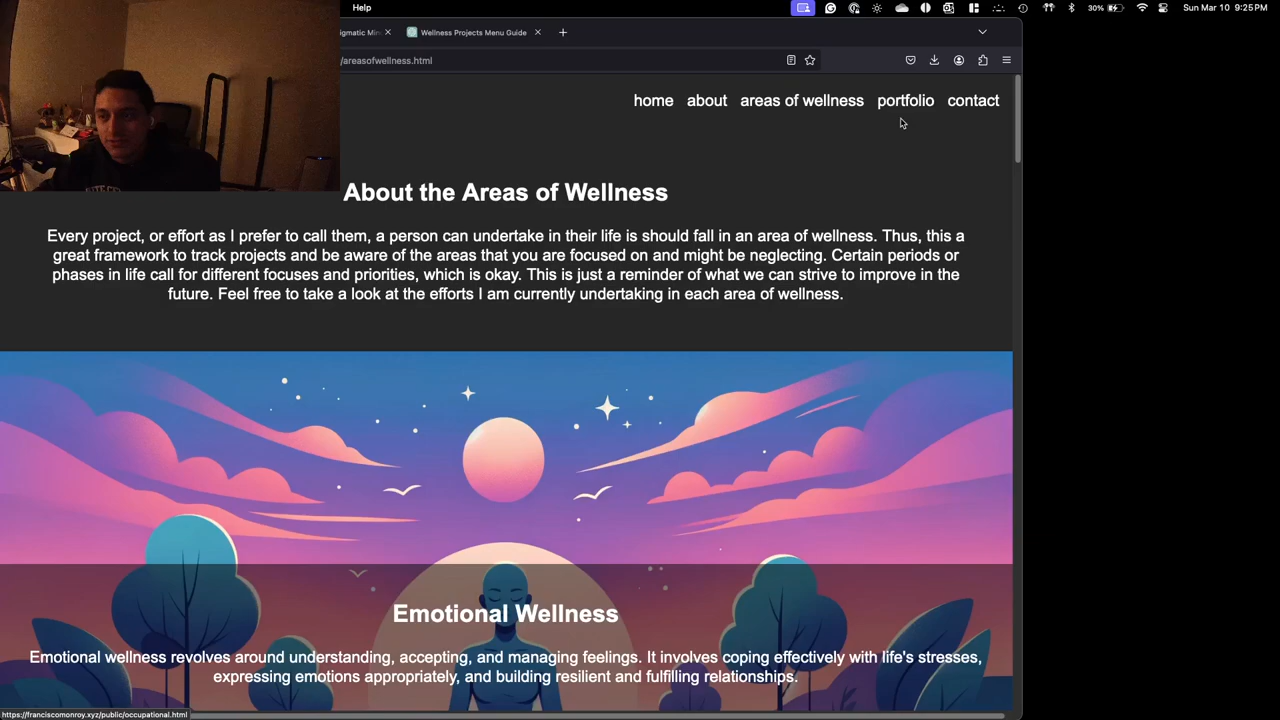 Help
Sun Mar 10 9:25 PM
30%
igmatic Min
Wellness Projects Menu Guide
/areasofwellness.html
home about areas of wellness portfolio contact
About the Areas of Wellness
Every project, or effort as I prefer to call them, a person can undertake in their life is should fall in an area of wellness. Thus, this a
great framework to track projects and be aware of the areas that you are focused on and might be neglecting. Certain periods or
phases in life call for different focuses and priorities, which is okay. This is just a reminder of what we can strive to improve in the
future. Feel free to take a look at the efforts I am currently undertaking in each area of wellness.
Emotional Wellness
Emotional wellness revolves around understanding, accepting, and managing feelings. It involves coping effectively with life's stresses,
expressing emotions appropriately, and building resilient and fulfilling relationships.
https://franciscomonroy.xyz/public/occupational.html